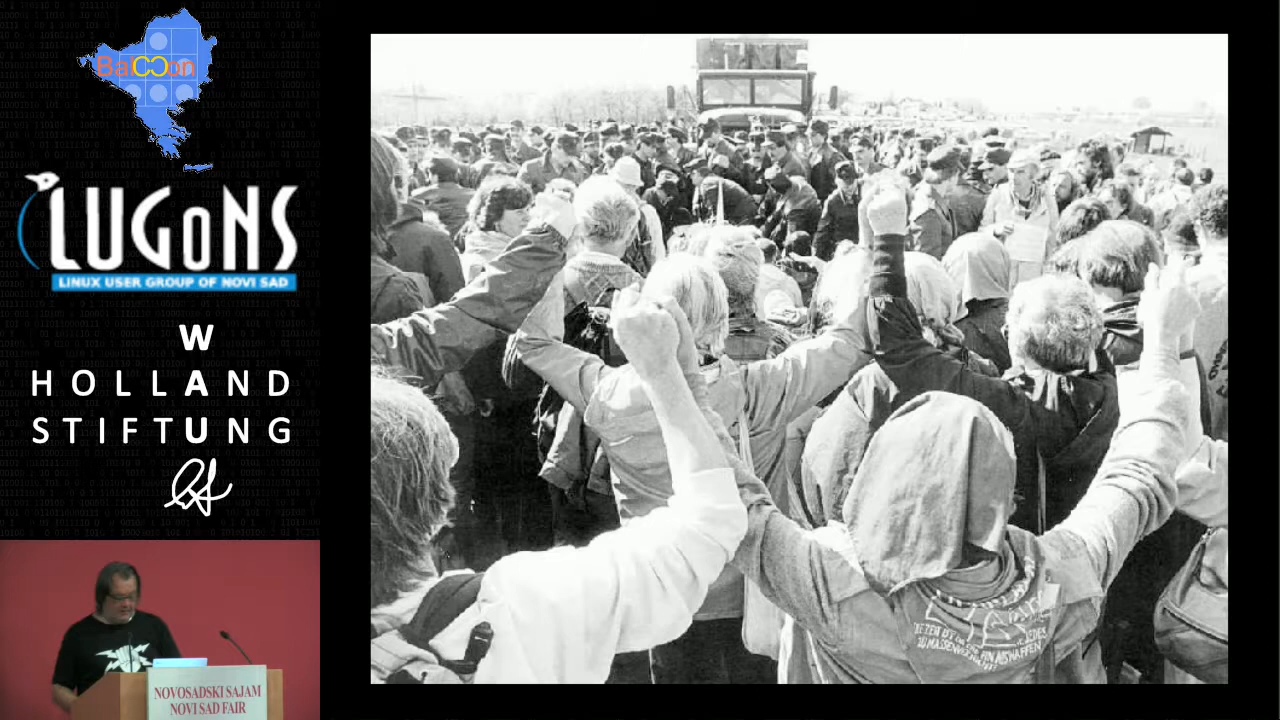 BalCCon
LUGoNS
LINUX USER GROUP OF NOVI SAD
W
HOLLAND
STIFTUNG
NOVOSADSKI SAJAM
NOVI SAD FAIR